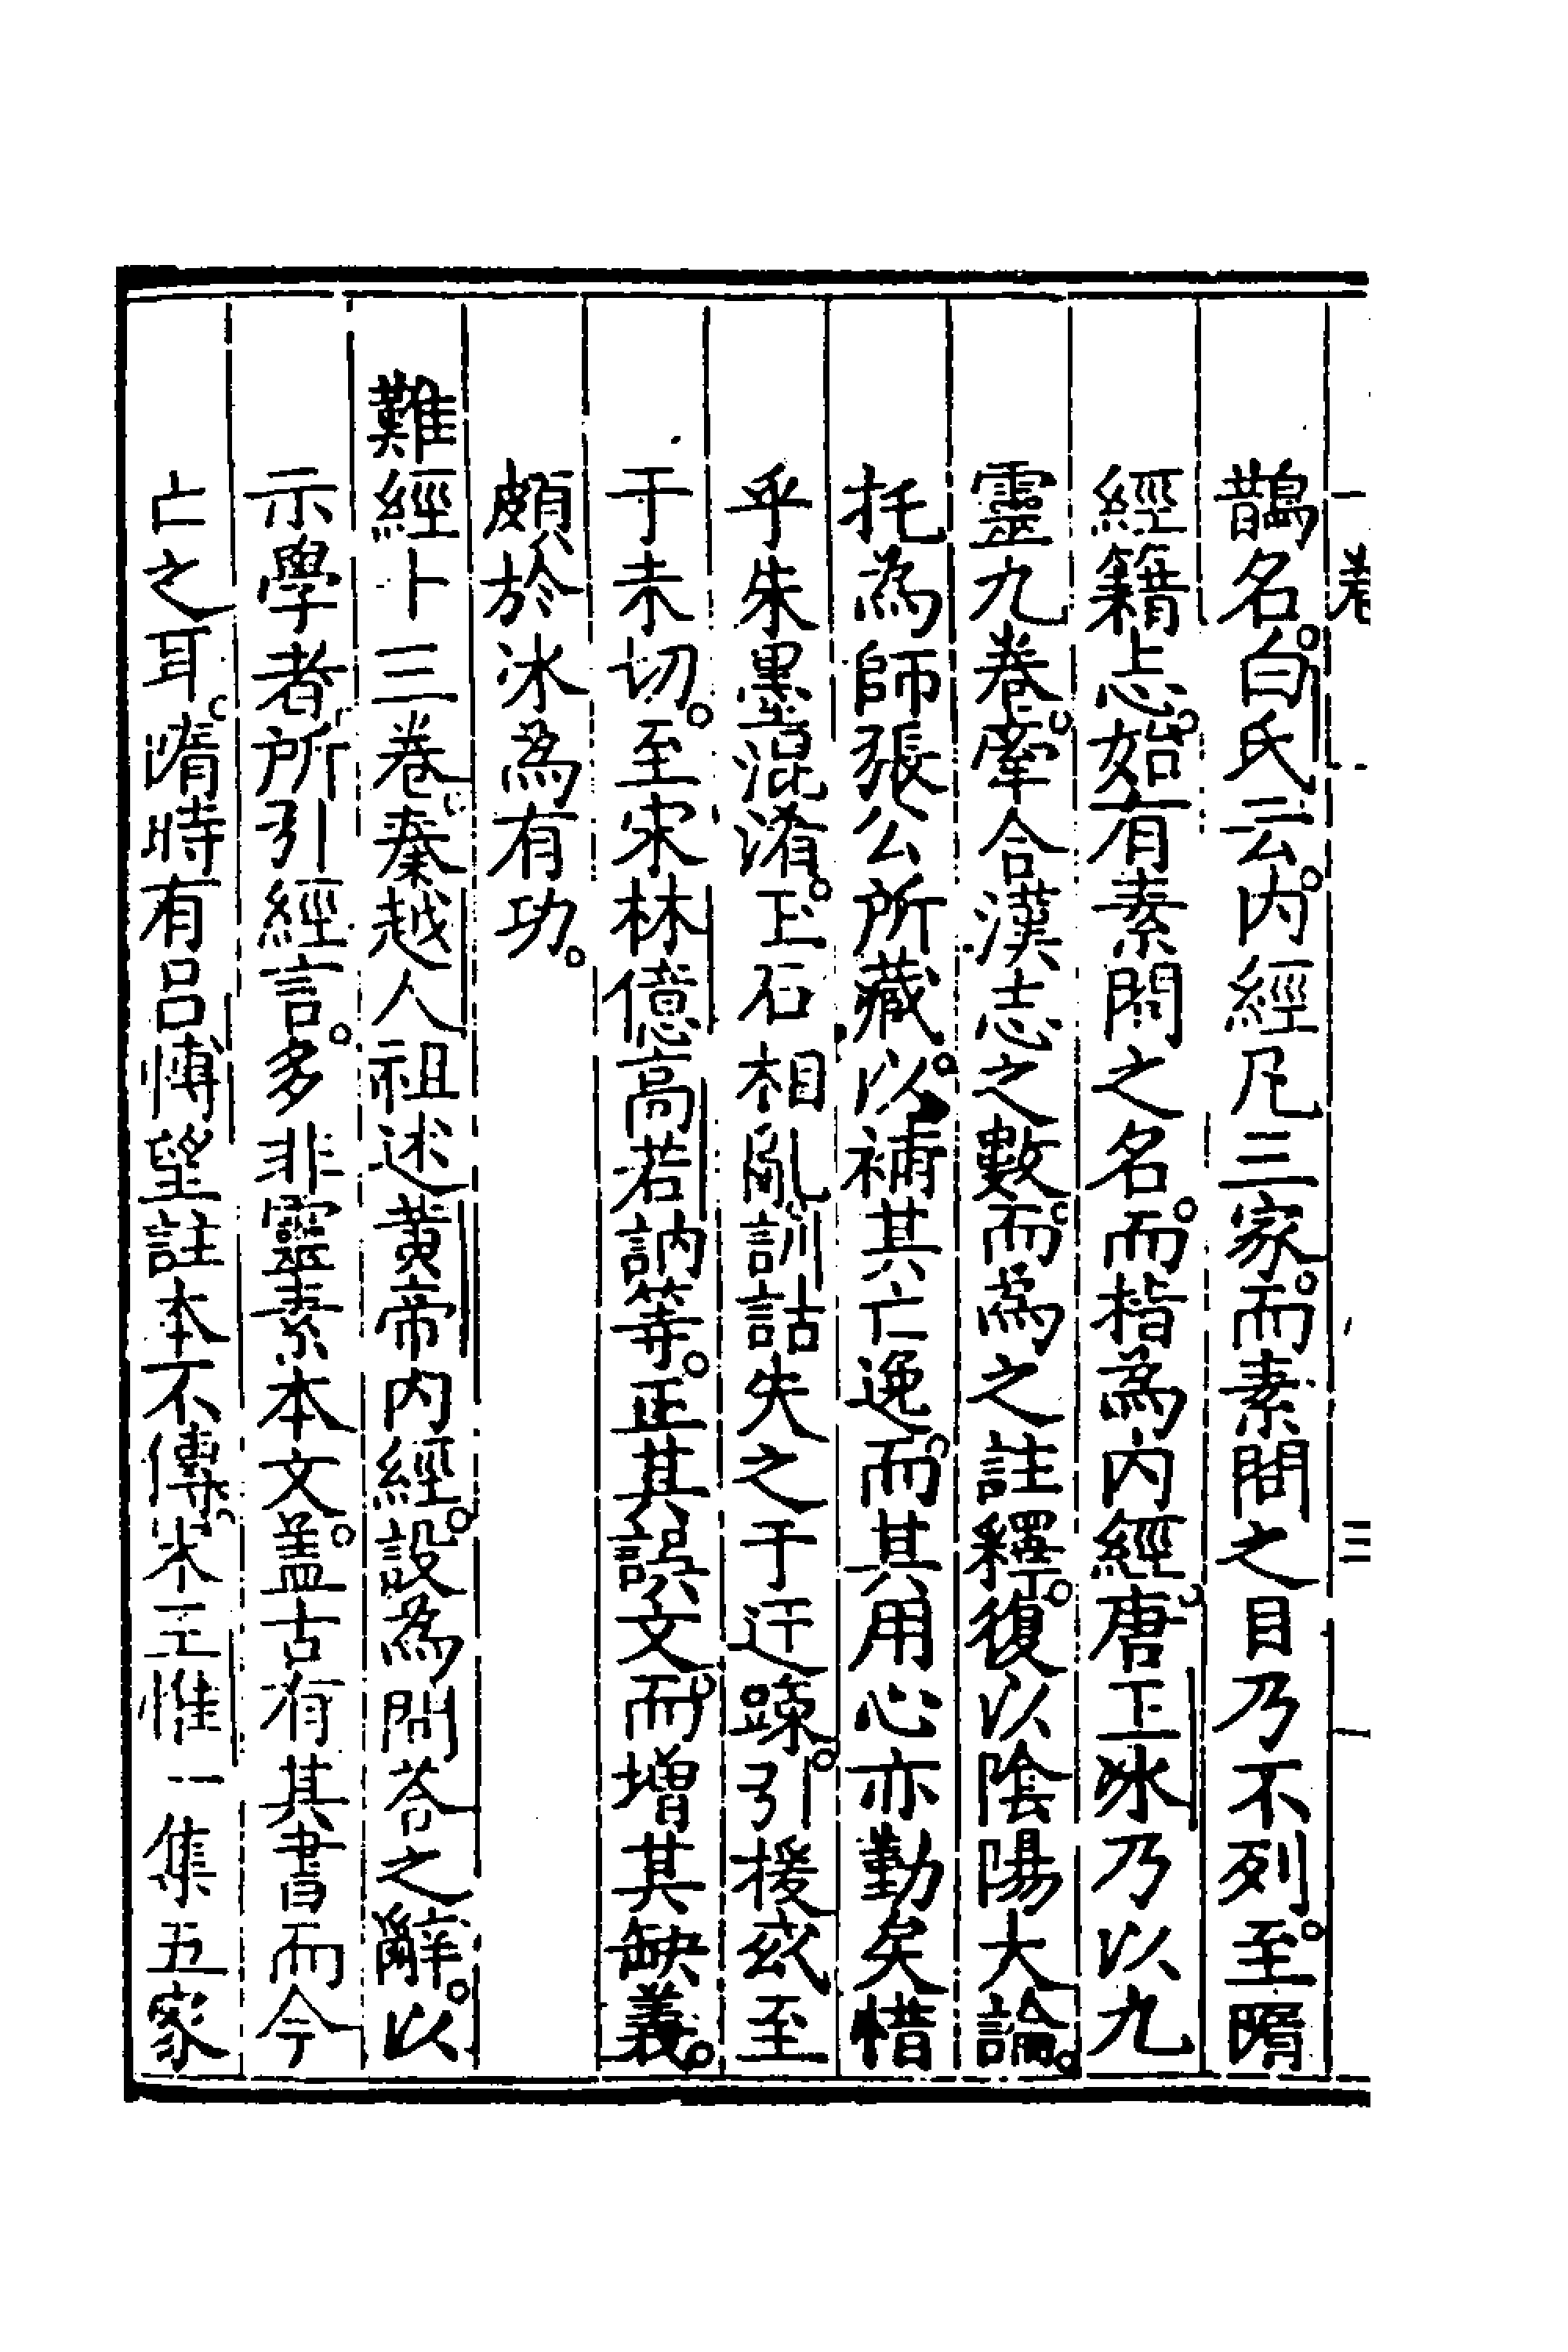 卷一 三
鵲名。白氏云。内經凡三家。而素問之目乃不列。至隋
經籍志。始有素問之名。而指爲内經。唐王冰乃以九
靈九卷。牽合漢志之數。而爲之註釋。復以陰陽大論。
托爲師張公所藏。以補其亡逸。而其用心亦勤矣惜
乎朱墨混淆。玉石相亂。訓詁失之于迂疎。引援或至
于未切。至宋林億高若訥等。正其誤文。而增其缺義。
頗於冰爲有功。
難經十三卷。秦越人祖述黄帝内經。設爲問荅之辭。以
示學者。所引經言。多非靈素本文。盖古有其書而今
亡之耳。隋時有吕愽望註本不傳。宋王惟一集五家